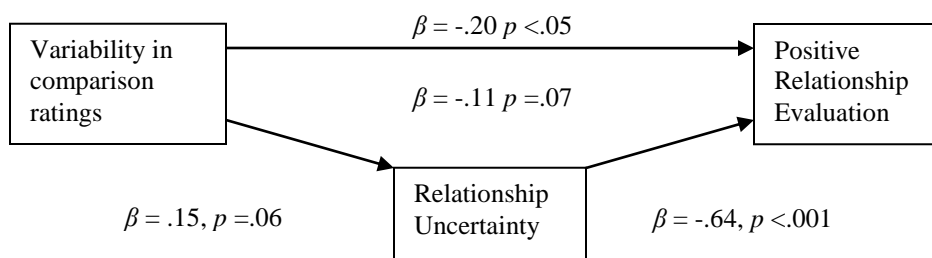 β = -.20 p <.05
Variability in
comparison
ratings
Positive
Relationship
Evaluation
β = -.11 p =.07
Relationship
Uncertainty
β = .15, p =.06
β = -.64, p <.001